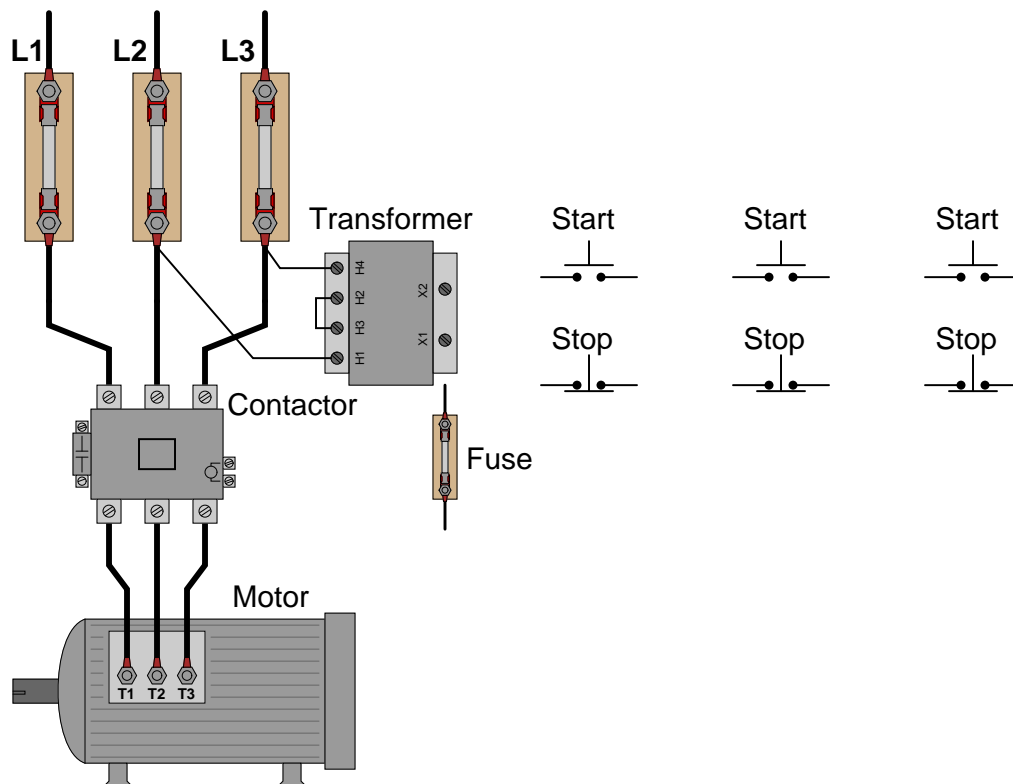 L1 L2 L3
Transformer
Start Start Start
H4
H2
H3
H1
X2
X1
Stop Stop Stop
Contactor
Fuse
Motor
T1 T2 T3